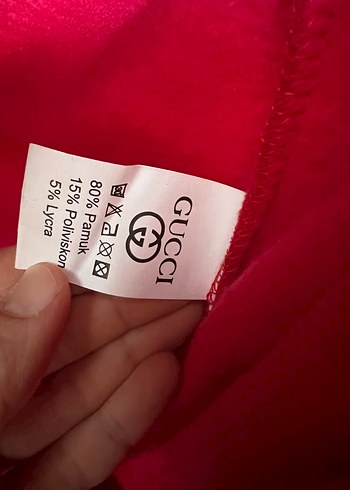 GUCCI
80% Pamuk
15% Poliviskon
5% Lycra